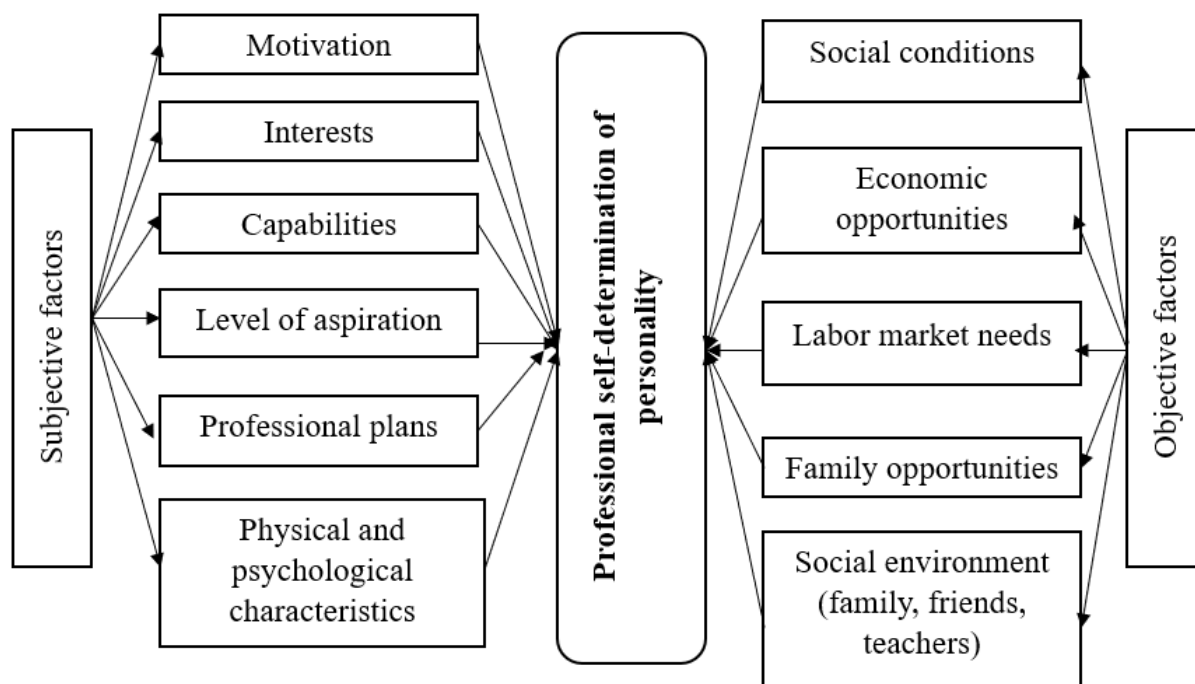 Subjective factors
Motivation
Interests
Capabilities
Level of aspiration
Professional plans
Physical and
psychological
characteristics
Professional self-determination of
personality
Social conditions
Economic
opportunities
Labor market needs
Family opportunities
Social environment
(family, friends,
teachers)
Objective factors